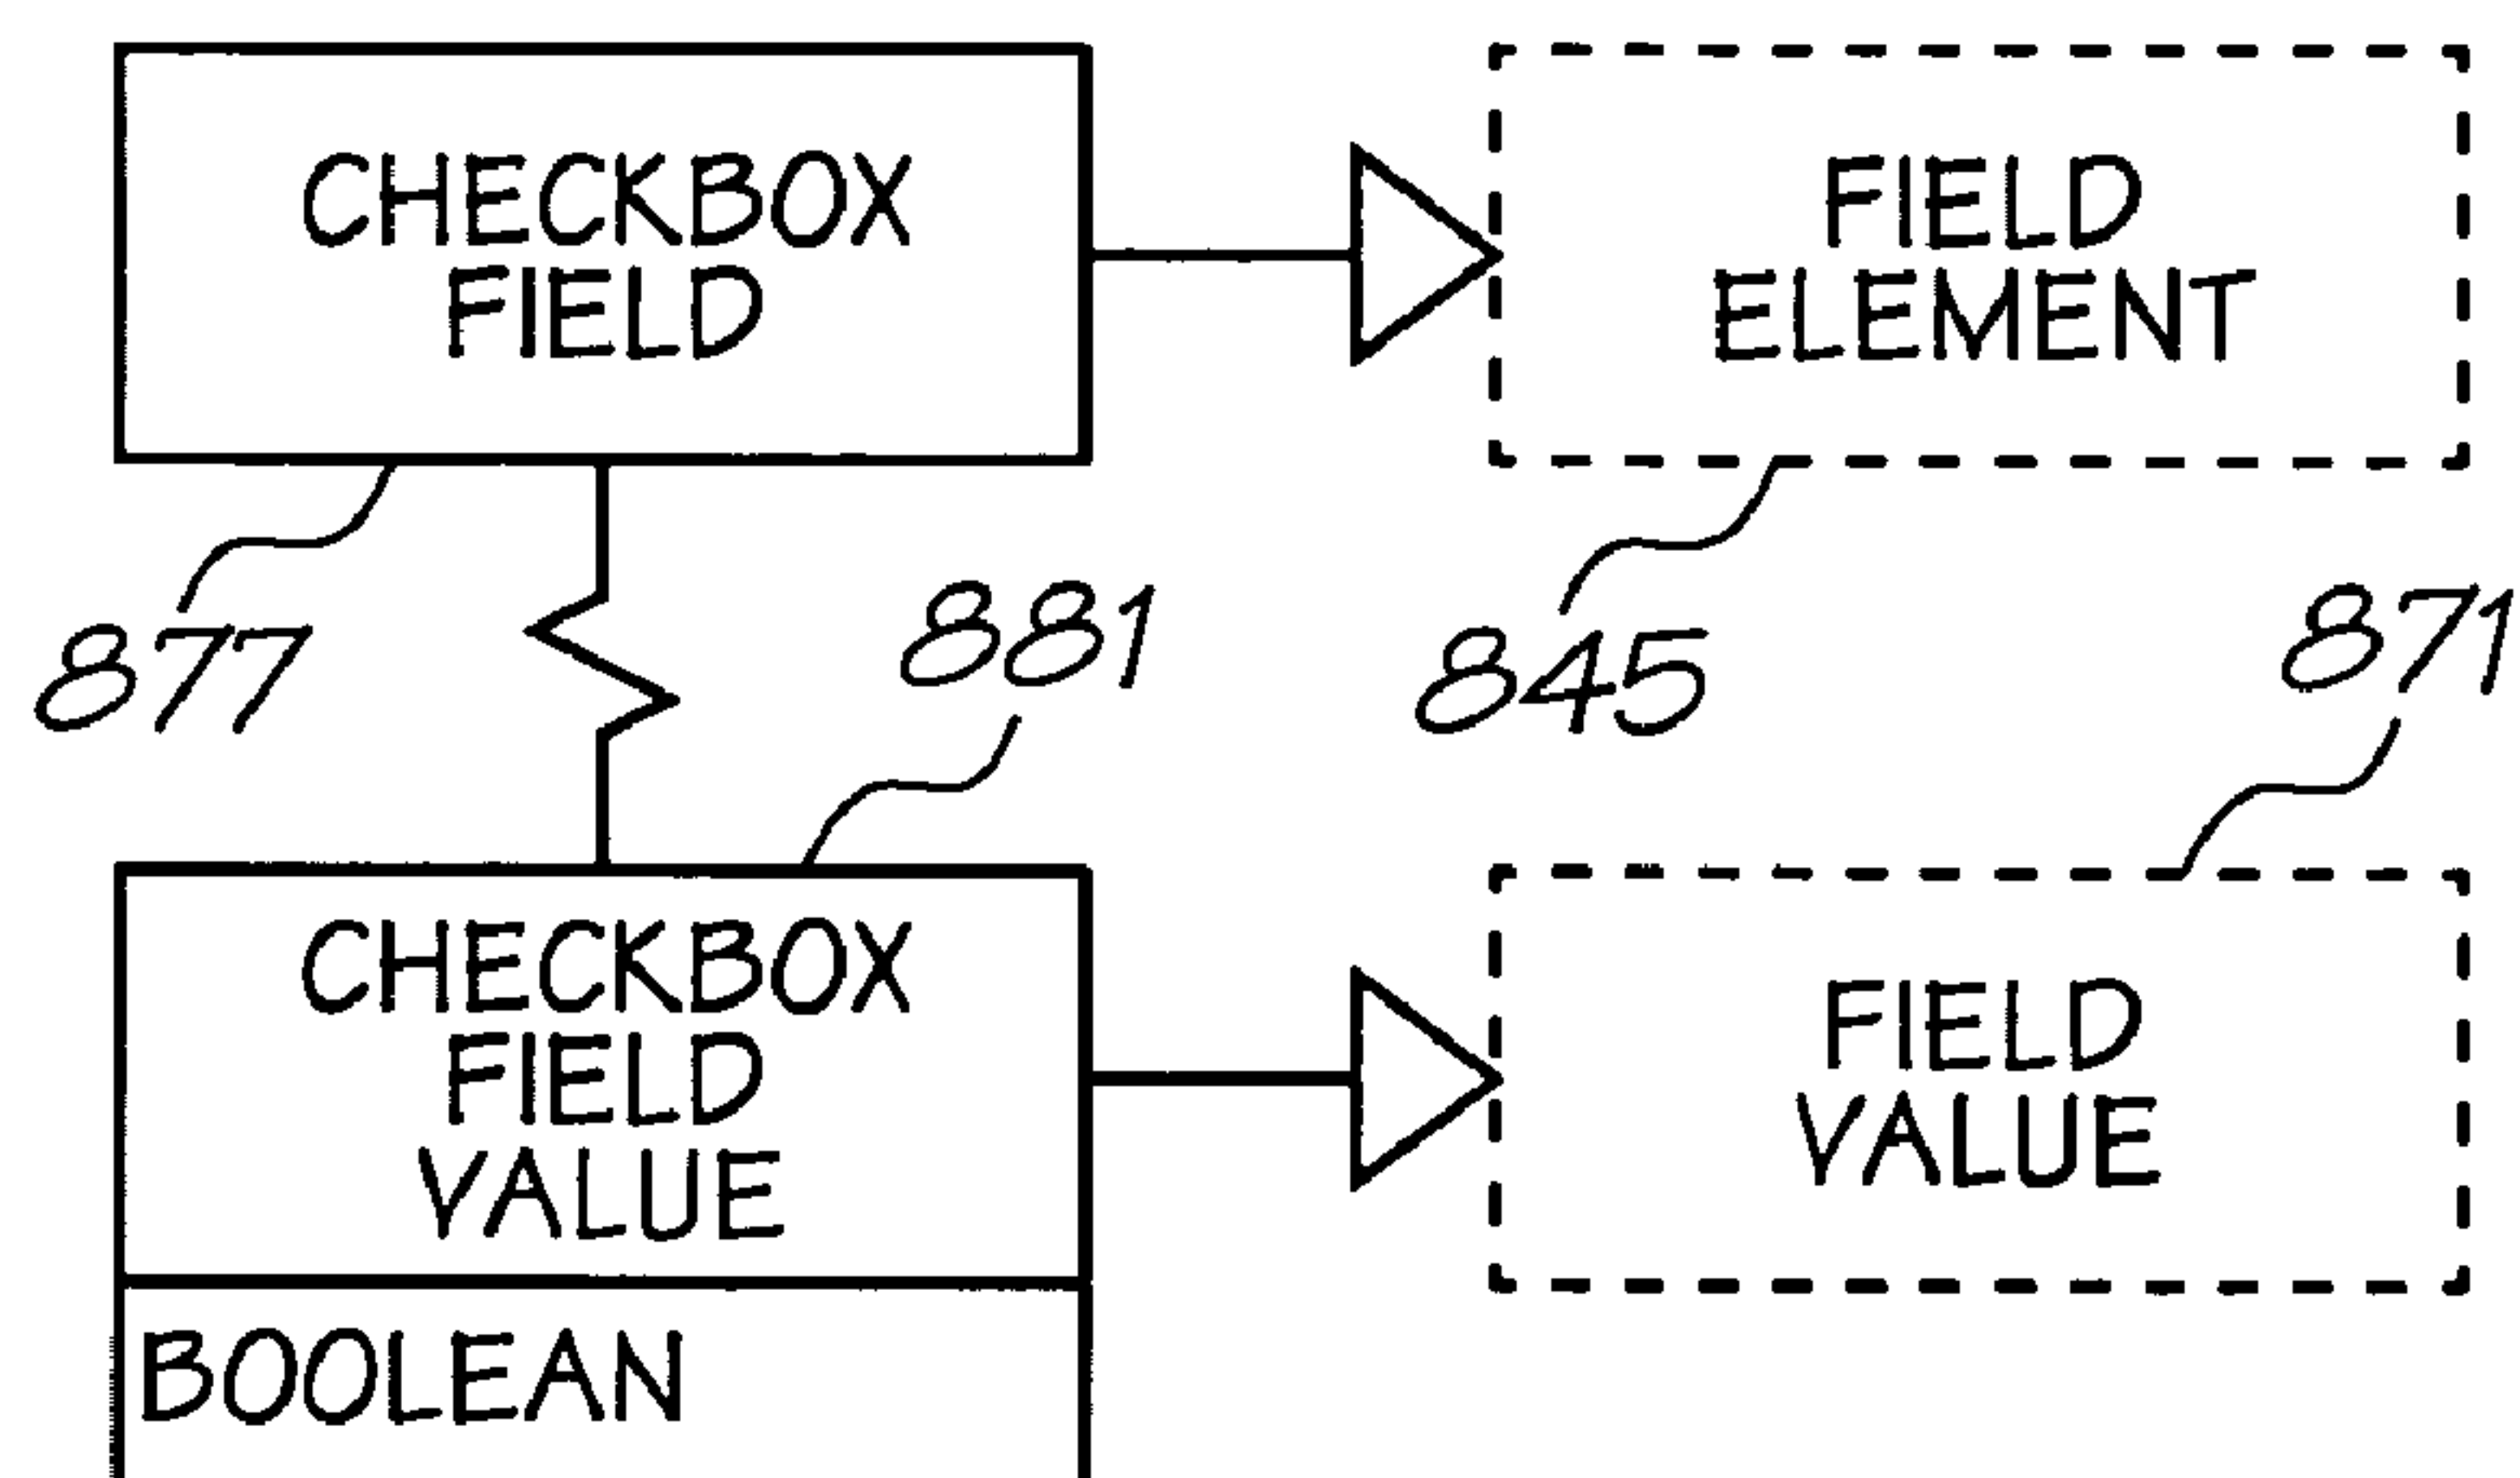 CHECKBOX
FIELD
FIELD
ELEMENT
877
881
845
871
CHECKBOX
FIELD
VALUE
FIELD
VALUE
BOOLEAN